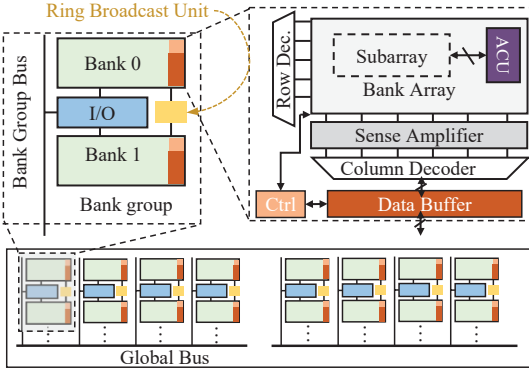 Ring Broadcast Unit
Bank Group Bus
Bank 0
I/O
Bank 1
Bank group
Row Dec.
Subarray
ACU
Bank Array
Sense Amplifier
Column Decoder
Ctrl
Data Buffer
Global Bus